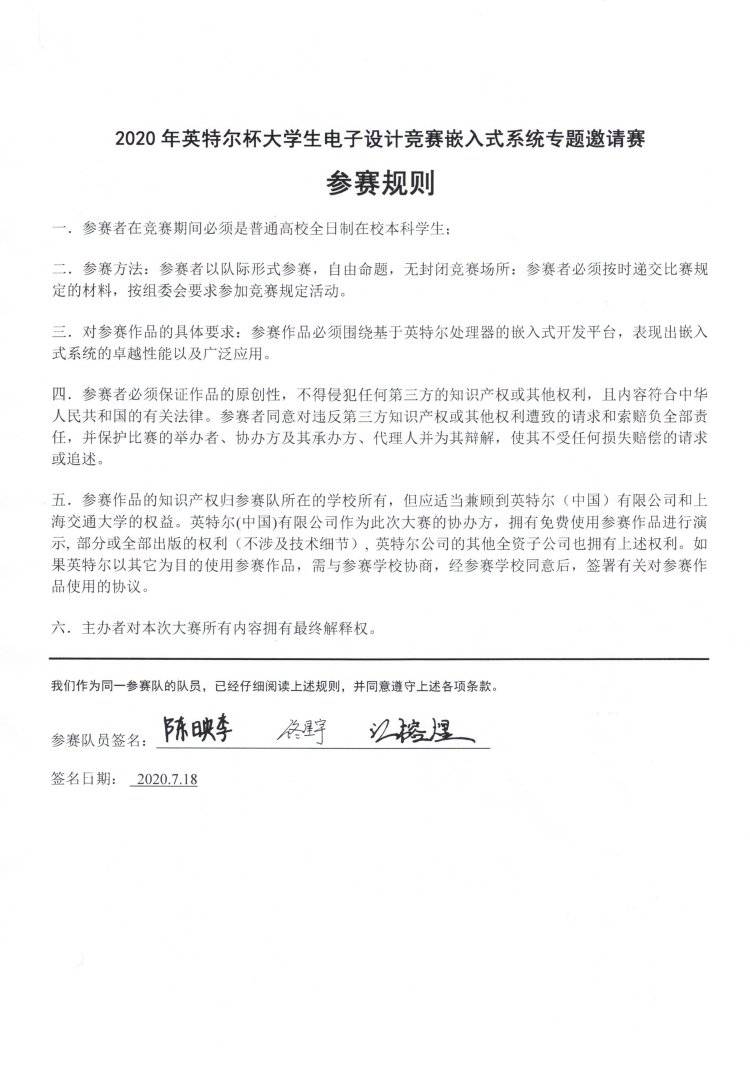 2020 年英特尔杯大学生电子设计竞赛嵌入式系统专题邀请赛
参赛规则
一．参赛者在竞赛期间必须是普通高校全日制在校本科学生；
二．参赛方法：参赛者以队际形式参赛，自由命题，无封闭竞赛场所；参赛者必须按时递交比赛规
定的材料，按组委会要求参加竞赛规定活动。
三．对参赛作品的具体要求：参赛作品必须围绕基于英特尔处理器的嵌入式开发平台，表现出嵌入
式系统的卓越性能以及广泛应用。
四．参赛者必须保证作品的原创性，不得侵犯任何第三方的知识产权或其他权利，且内容符合中华
人民共和国的有关法律。参赛者同意对违反第三方知识产权或其他权利遭致的请求和索赔负全部责
任，并保护比赛的举办者、协办方及其承办方、代理人并为其辩解，使其不受任何损失赔偿的请求
或追述。
五．参赛作品的知识产权归参赛队所在的学校所有，但应适当兼顾到英特尔（中国）有限公司和上
海交通大学的权益。英特尔(中国)有限公司作为此次大赛的协办方，拥有免费使用参赛作品进行演
示, 部分或全部出版的权利（不涉及技术细节）, 英特尔公司的其他全资子公司也拥有上述权利。如
果英特尔以其它为目的使用参赛作品，需与参赛学校协商，经参赛学校同意后，签署有关对参赛作
品使用的协议。
六．主办者对本次大赛所有内容拥有最终解释权。
我们作为同一参赛队的队员，已经仔细阅读上述规则，并同意遵守上述各项条款。
参赛队员签名：陈映李
签名日期： 2020.7.18